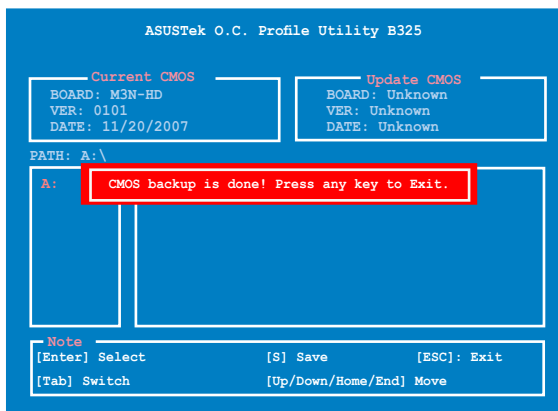 ASUSTek O.C. Profile Utility B325
Current CMOS
BOARD: M3N-HD
VER: 0101
DATE: 11/20/2007
Update CMOS
BOARD: Unknown
VER: Unknown
DATE: Unknown
PATH: A:\
A:
CMOS backup is done! Press any key to Exit.
Note
[Enter] Select [S] Save [ESC]: Exit
[Tab] Switch [Up/Down/Home/End] Move